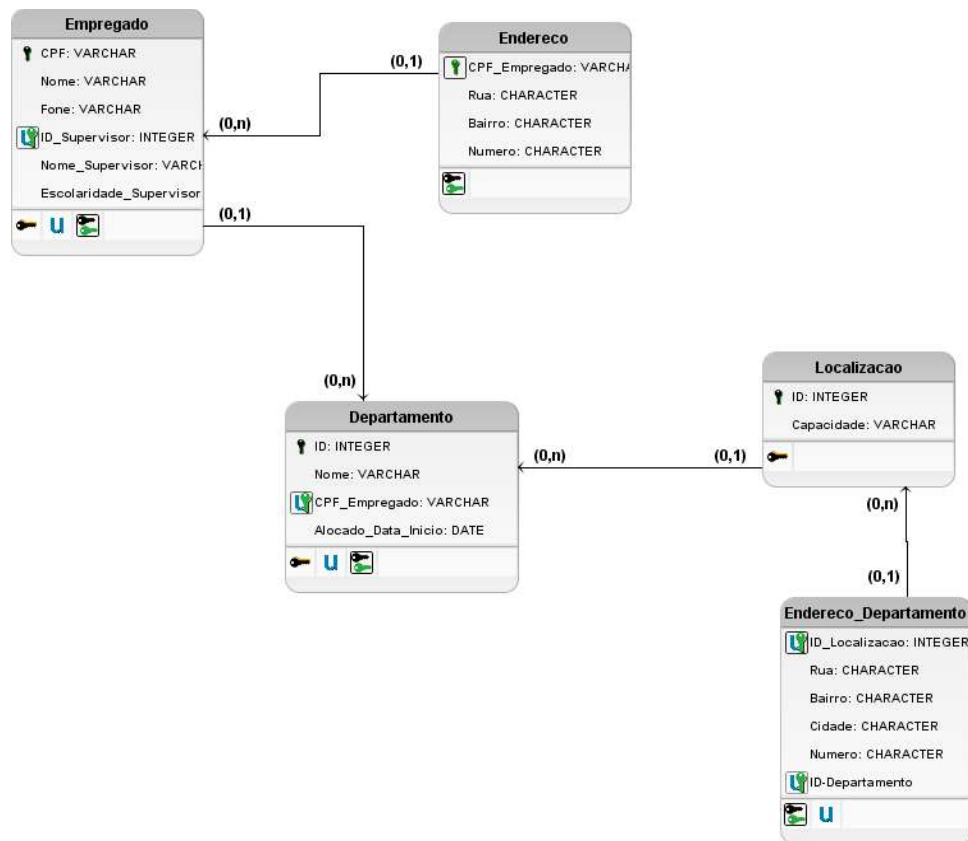 Empregado
CPF: VARCHAR
Nome: VARCHAR
Fone: VARCHAR
ID_Supervisor: INTEGER
Nome_Supervisor: VARCH
Escolaridade_Supervisor
U
(0,n)
(0,1)
Endereco
CPF_Empregado: VARCHA
Rua: CHARACTER
Bairro: CHARACTER
Numero: CHARACTER
(0,1)
(0,n)
Departamento
ID: INTEGER
Nome: VARCHAR
CPF_Empregado: VARCHAR
Alocado_Data_Inicio: DATE
U
(0,n)
(0,1)
Localizacao
ID: INTEGER
Capacidade: VARCHAR
(0,n)
(0,1)
Endereco_Departamento
ID_Localizacao: INTEGER
Rua: CHARACTER
Bairro: CHARACTER
Cidade: CHARACTER
Numero: CHARACTER
ID-Departamento
U